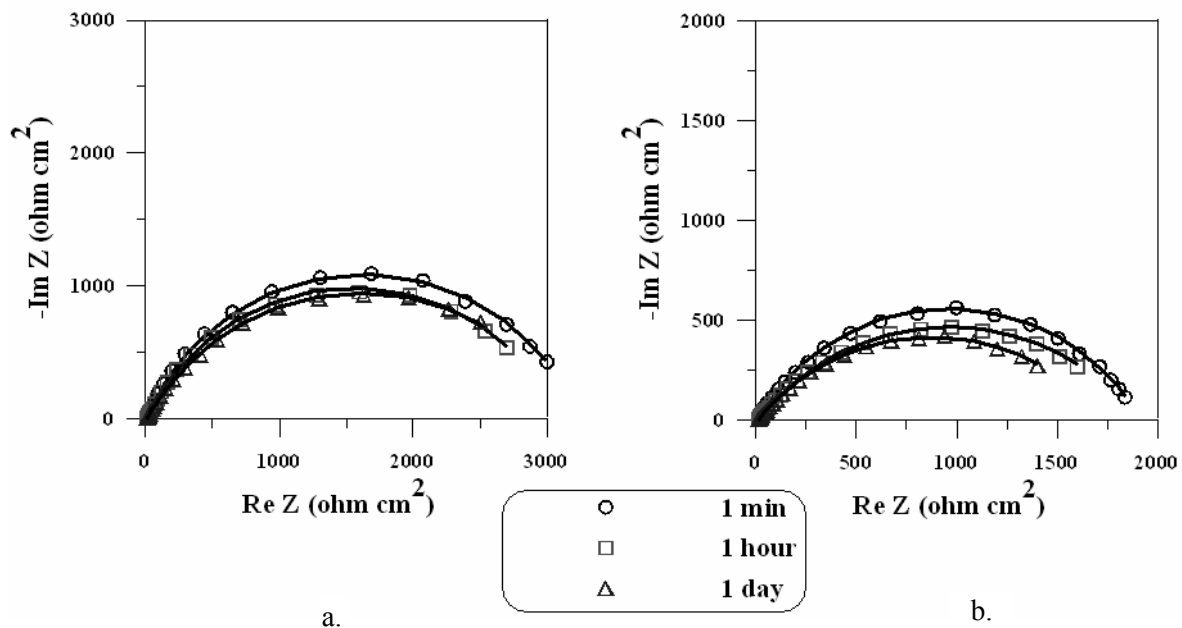 3000
2000
1000
0
-Im Z (ohm cm2)
0 1000 2000 3000
Re Z (ohm cm2)
2000
1500
1000
500
0
-Im Z (ohm cm2)
0 500 1000 1500 2000
Re Z (ohm cm2)
1 min
1 hour
1 day
a.
b.